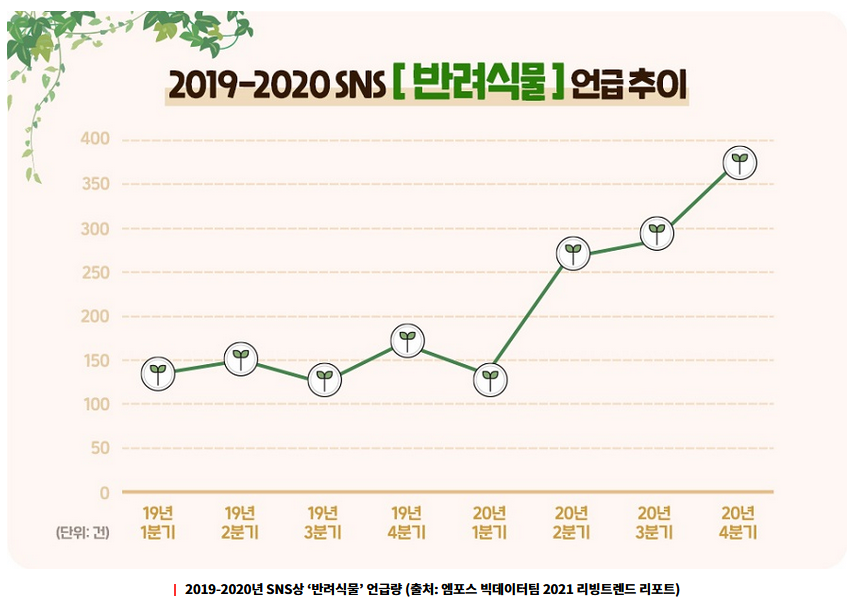 2019-2020 SNS [ 반려식물 ] 언급 추이
400
350
300
250
200
150
100
50
0
(단위: 건)
19년 1분기
19년 2분기
19년 3분기
19년 4분기
20년 1분기
20년 2분기
20년 3분기
20년 4분기
| 2019-2020년 SNS상 ‘반려식물’ 언급량 (출처: 엠포스 빅데이터팀 2021 리빙트렌드 리포트)